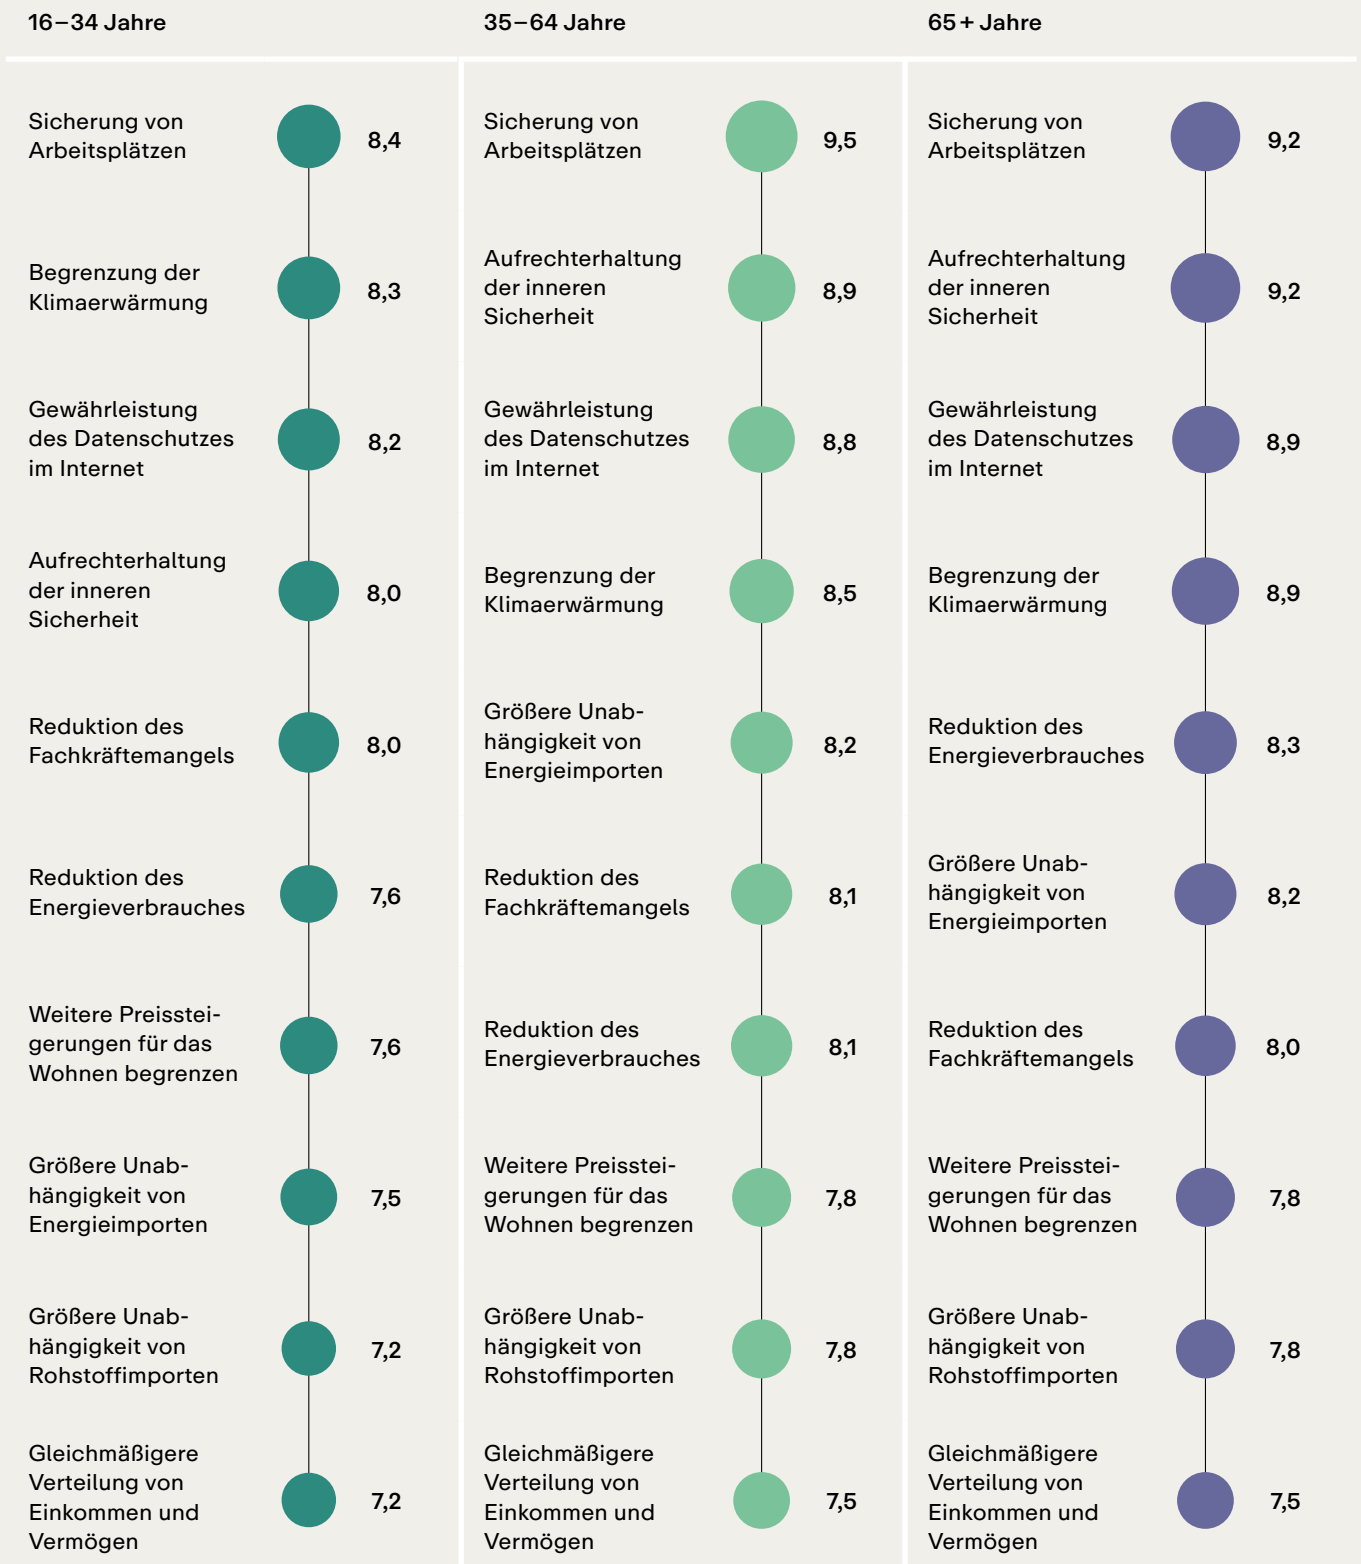 16–34 Jahre
Sicherung von
Arbeitsplätzen
8,4
Begrenzung der
Klimaerwärmung
8,3
Gewährleistung
des Datenschutzes
im Internet
8,2
Aufrechterhaltung
der inneren
Sicherheit
8,0
Reduktion des
Fachkräftemangels
8,0
Reduktion des
Energieverbrauches
7,6
Weitere Preisstei-
gerungen für das
Wohnen begrenzen
7,6
Größere Unab-
hängigkeit von
Energieimporten
7,5
Größere Unab-
hängigkeit von
Rohstoffimporten
7,2
Gleichmäßigere
Verteilung von
Einkommen und
Vermögen
7,2
35–64 Jahre
Sicherung von
Arbeitsplätzen
9,5
Aufrechterhaltung
der inneren
Sicherheit
8,9
Gewährleistung
des Datenschutzes
im Internet
8,8
Begrenzung der
Klimaerwärmung
8,5
Größere Unab-
hängigkeit von
Energieimporten
8,2
Reduktion des
Fachkräftemangels
8,1
Reduktion des
Energieverbrauches
8,1
Weitere Preisstei-
gerungen für das
Wohnen begrenzen
7,8
Größere Unab-
hängigkeit von
Rohstoffimporten
7,8
Gleichmäßigere
Verteilung von
Einkommen und
Vermögen
7,5
65+ Jahre
Sicherung von
Arbeitsplätzen
9,2
Aufrechterhaltung
der inneren
Sicherheit
9,2
Gewährleistung
des Datenschutzes
im Internet
8,9
Begrenzung der
Klimaerwärmung
8,9
Reduktion des
Energieverbrauches
8,3
Größere Unab-
hängigkeit von
Energieimporten
8,2
Reduktion des
Fachkräftemangels
8,0
Weitere Preisstei-
gerungen für das
Wohnen begrenzen
7,8
Größere Unab-
hängigkeit von
Rohstoffimporten
7,8
Gleichmäßigere
Verteilung von
Einkommen und
Vermögen
7,5